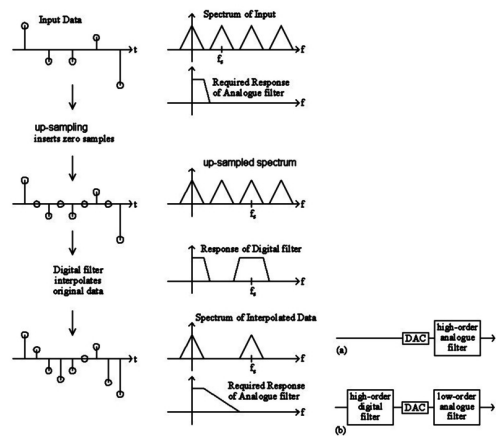 Input Data
t
Spectrum of Input
f
fs
Required Response
of Analogue filter
f
up-sampling
inserts zero samples
up-sampled spectrum
t
f
fs
Response of Digital filter
f
fs
Digital filter
interpolates
original data
Spectrum of Interpolated Data
t
f
fs
Required Response
of Analogue filter
f
(a)
DAC
high-order
analogue
filter
(b)
high-order
digital
filter
DAC
low-order
analogue
filter